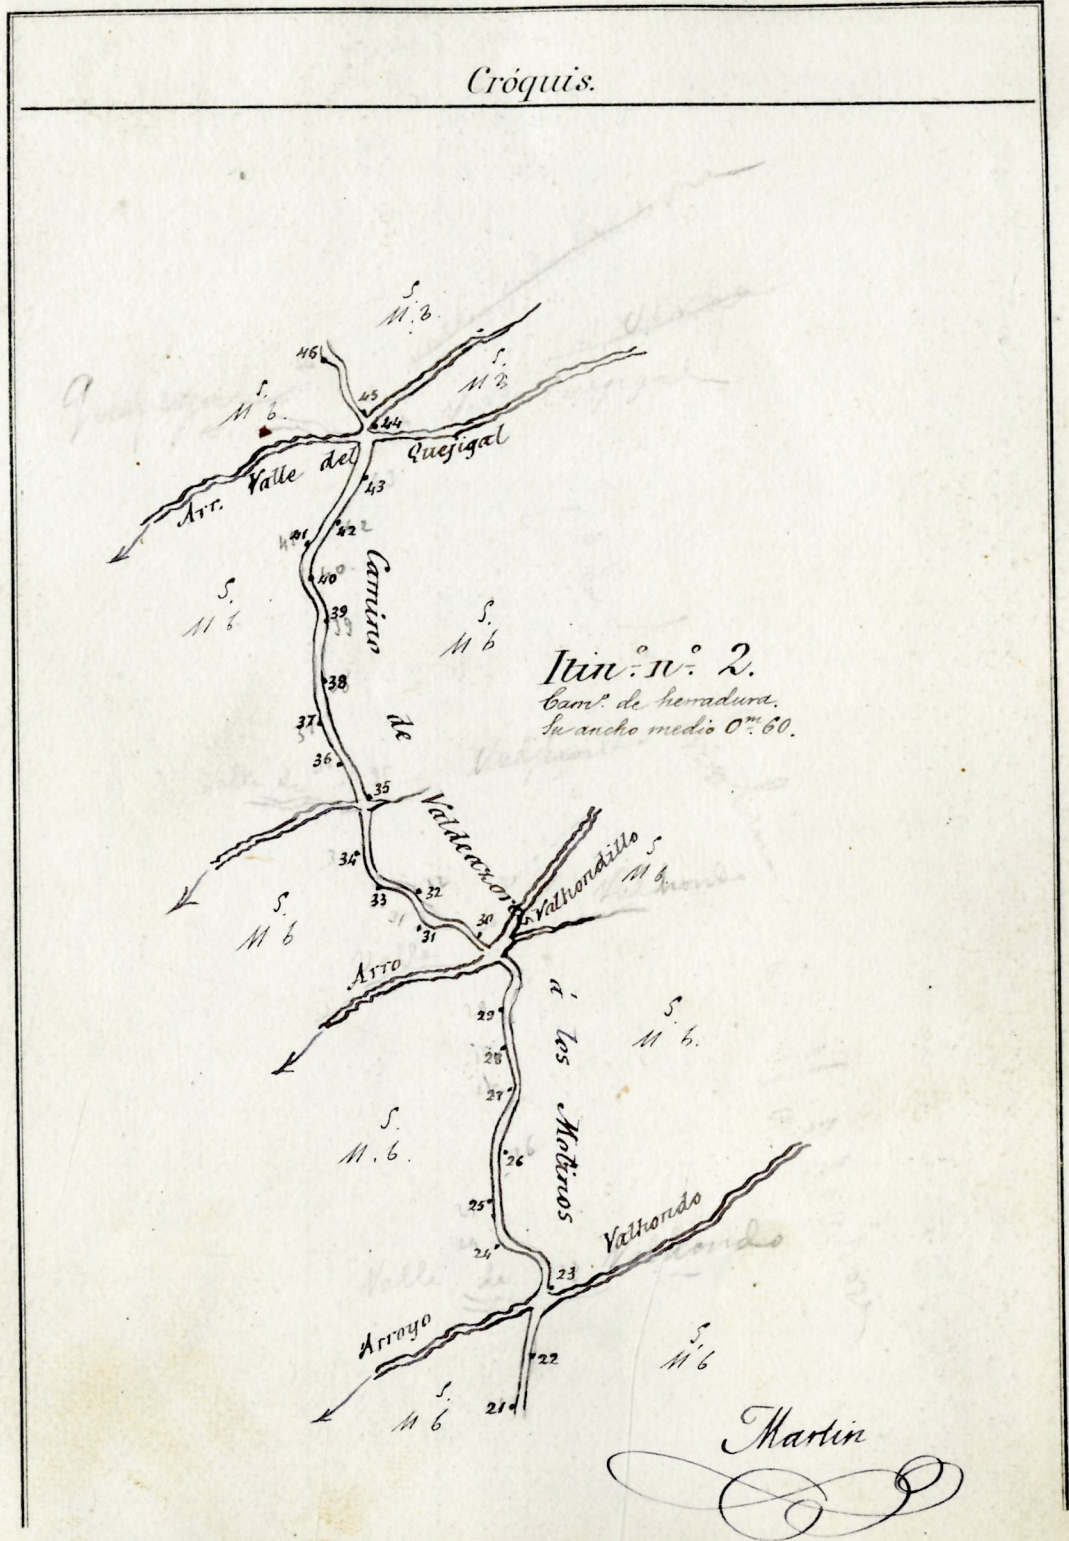 Cróquis.
S.
M. b.
46
S.
M b
45
S.
M b.
44
Arr. Valle del Quejigal
43
42
41
40
39
38
37
36
35
34
33
32
31
30
Camino de Valdeazores á los Molinos
S.
M b
S.
M b
Itin.º n.º 2.
Cam.º de herradura.
Su ancho medio 0.m 60.
S
M b
Arro Valhondillo
S.
M b
29
28
27
26
25
24
23
S.
M b.
S.
M. b.
Arroyo Valhondo
22
21
S.
M b
S.
M b
Martin